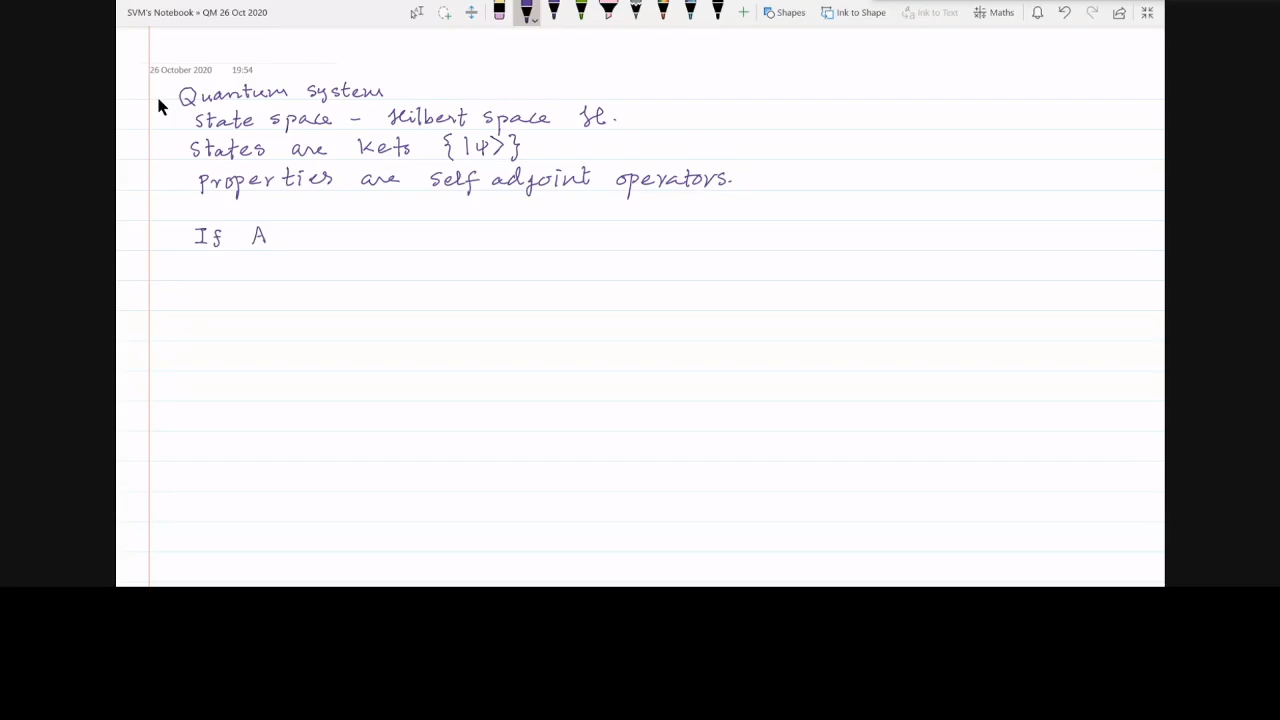 SVM's Notebook » QM 26 Oct 2020
Shapes
Ink to Shape
Ink to Text
Maths
26 October 2020 19:54
Quantum system
State space - Hilbert space H.
States are kets {|ψ>}
Properties are self adjoint operators.
If A